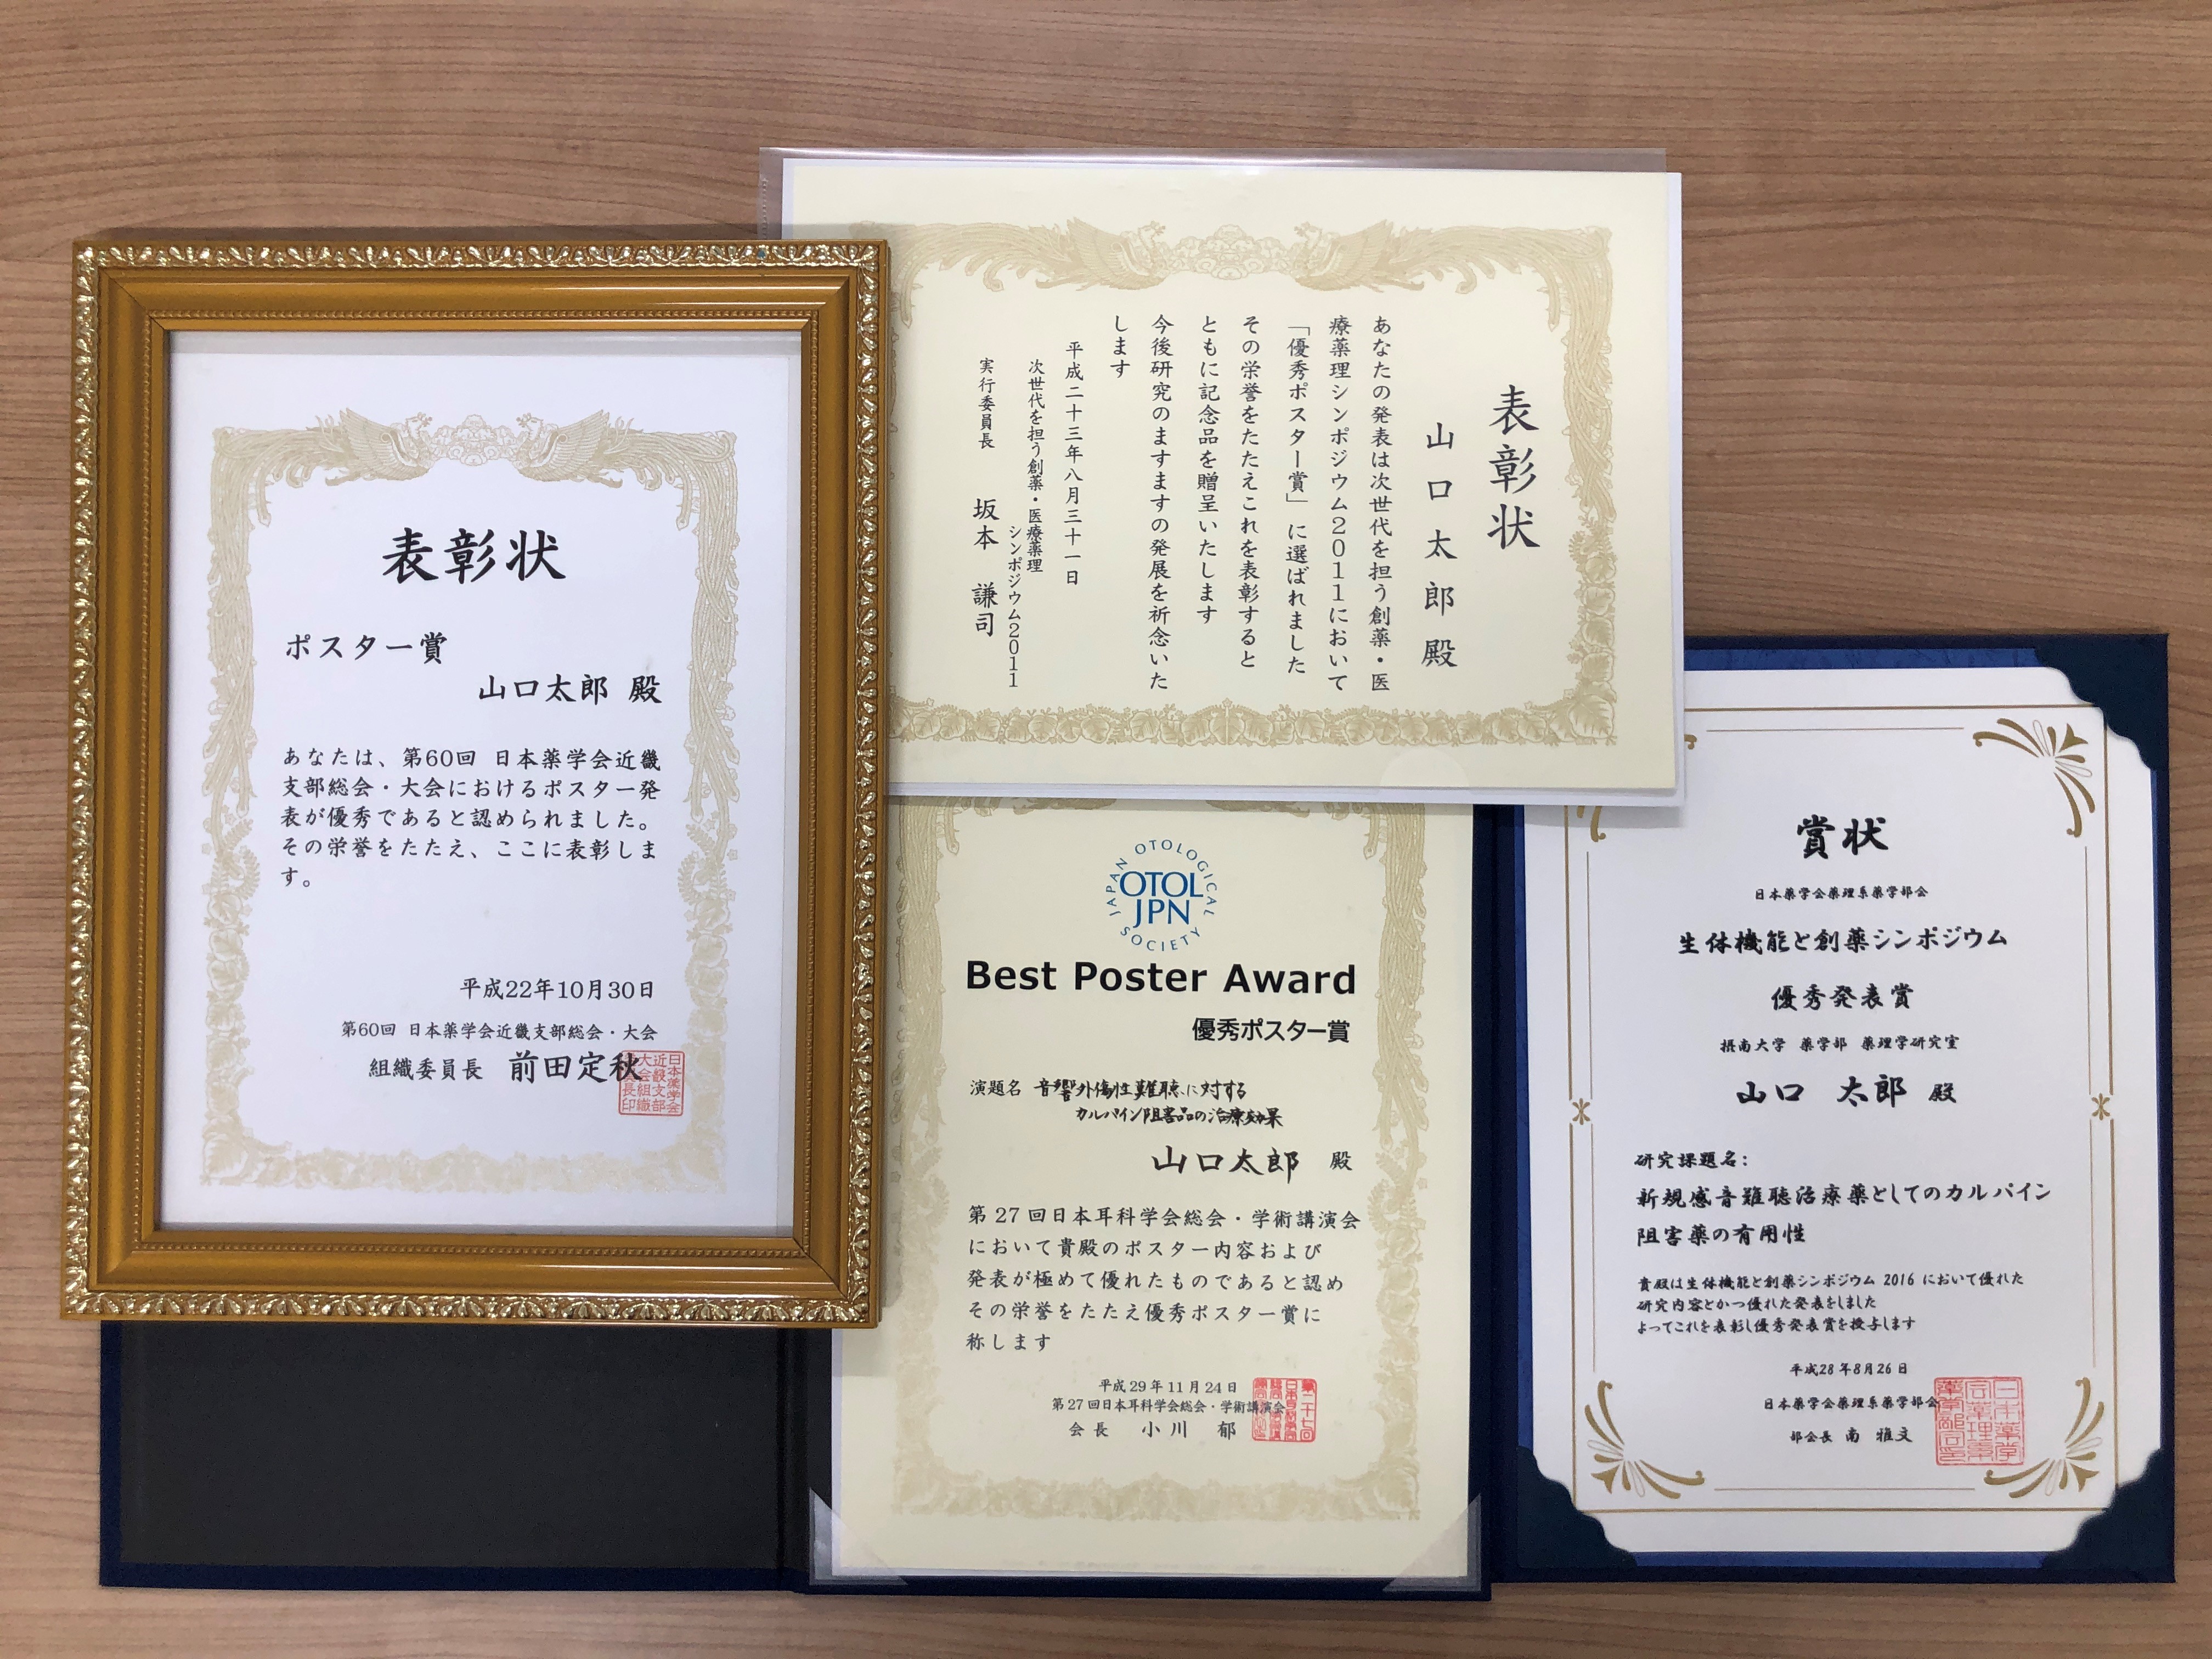 表彰状
ポスター賞
山口太郎 殿
あなたは、第60回 日本薬学会近畿
支部総会・大会におけるポスター発
表が優秀であると認められました。
その栄誉をたたえ、ここに表彰しま
す。
平成22年10月30日
第60回 日本薬学会近畿支部総会・大会
組織委員長 前田定秋
表彰状
山口太郎殿
あなたの発表は次世代を担う創薬・医
療薬理シンポジウム2011において
「優秀ポスター賞」に選ばれました
その栄誉をたたえこれを表彰すると
ともに記念品を贈呈いたします
今後研究のますますの発展を祈念いた
します
平成二十三年八月三十一日
次世代を担う創薬・医療薬理
シンポジウム2011
実行委員長 坂本 謙司
JAPAN OTOLOGICAL SOCIETY
OTOL
JPN
Best Poster Award
優秀ポスター賞
演題名 音響外傷性難聴に対する
カルパイン阻害品の治療効果
山口太郎 殿
第27回日本耳科学会総会・学術講演会
において貴殿のポスター内容および
発表が極めて優れたものであると認め
その栄誉をたたえ優秀ポスター賞に
称します
平成29年11月24日
第27回日本耳科学会総会・学術講演会
会長 小川 郁
賞状
日本薬学会薬理系薬学部会
生体機能と創薬シンポジウム
優秀発表賞
摂南大学 薬学部 薬理学研究室
山口 太郎 殿
研究課題名:
新規感音難聴治療薬としてのカルパイン
阻害薬の有用性
貴殿は生体機能と創薬シンポジウム 2016 において優れた
研究内容とかつ優れた発表をしました
よってこれを表彰し優秀発表賞を授与します
平成28年8月26日
日本薬学会薬理系薬学部会
部会長 南 雅文